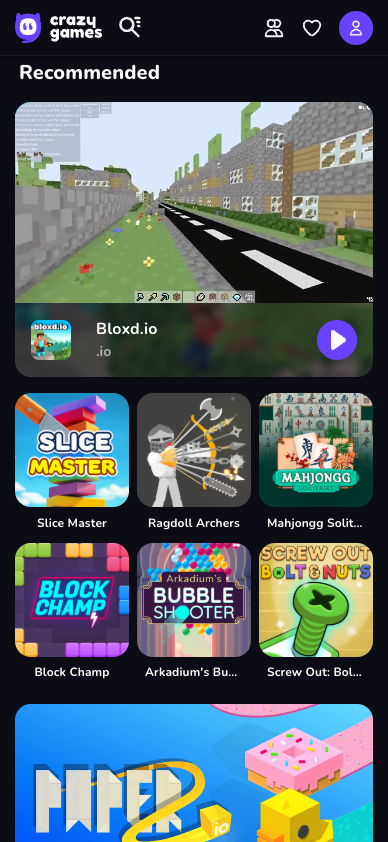 crazy
games
Recommended
bloxd.io
Bloxd.io
.io
SLICE
MASTER
MAHJONGG
SOLITAIRE
Slice Master
Ragdoll Archers
Mahjongg Solit...
BLOCK
CHAMP
Arkadium's
BUBBLE
SHOOTER
SCREW OUT
BOLT & NUTS
Block Champ
Arkadium's Bu...
Screw Out: Bol...
PAPER
2
io